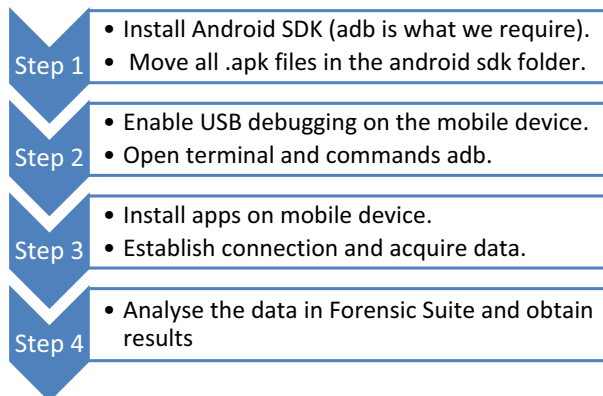 Step 1
• Install Android SDK (adb is what we require).
• Move all .apk files in the android sdk folder.
Step 2
• Enable USB debugging on the mobile device.
• Open terminal and commands adb.
Step 3
• Install apps on mobile device.
• Establish connection and acquire data.
Step 4
• Analyse the data in Forensic Suite and obtain
results